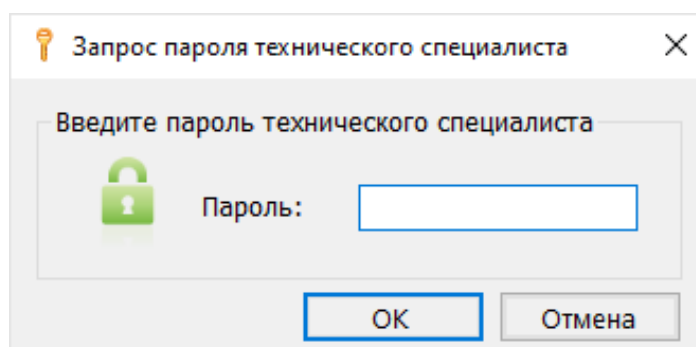 Запрос пароля технического специалиста
Введите пароль технического специалиста
Пароль:
OK
Отмена